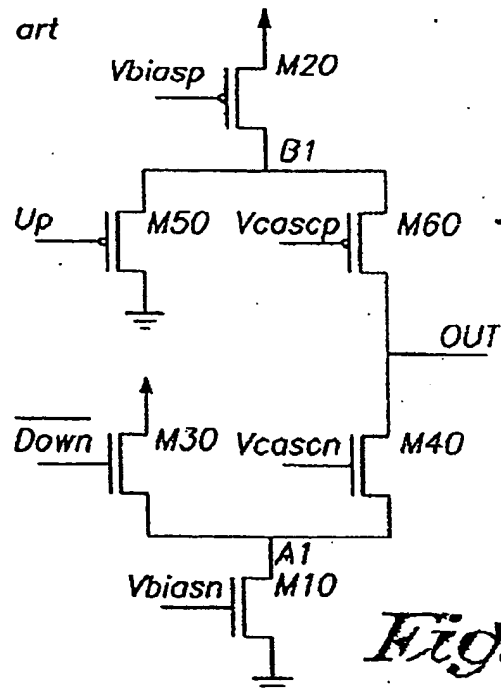 art
Vbiasp
M20
B1
Up
M50
Vcascp
M60
OUT
Down
M30
Vcascn
M40
A1
Vbiasn
M10
Fig.